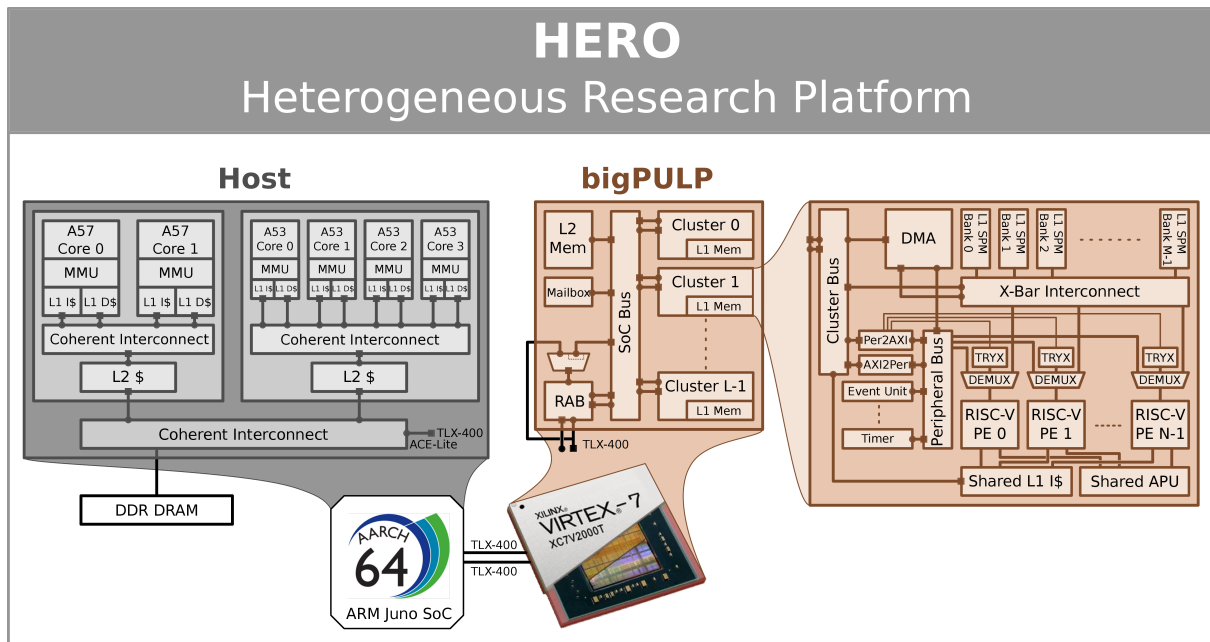 HERO
Heterogeneous Research Platform
Host
A57
Core 0
MMU
L1 I$
L1 D$
A57
Core 1
MMU
L1 I$
L1 D$
Coherent Interconnect
L2 $
A53
Core 0
MMU
L1 I$
L1 D$
A53
Core 1
MMU
L1 I$
L1 D$
A53
Core 2
MMU
L1 I$
L1 D$
A53
Core 3
MMU
L1 I$
L1 D$
Coherent Interconnect
L2 $
Coherent Interconnect
TLX-400
ACE-Lite
DDR DRAM
AARCH
64
ARM Juno SoC
TLX-400
TLX-400
XILINX®
VIRTEX®-7
XC7V2000T
bigPULP
L2
Mem
Mailbox
RAB
SoC Bus
Cluster 0
L1 Mem
Cluster 1
L1 Mem
Cluster L-1
L1 Mem
TLX-400
Cluster Bus
DMA
L1 SPM
Bank 0
L1 SPM
Bank 1
L1 SPM
Bank 2
L1 SPM
Bank M-1
X-Bar Interconnect
Per2AXI
AXI2Per
Event Unit
Timer
Peripheral Bus
TRYX
DEMUX
RISC-V
PE 0
TRYX
DEMUX
RISC-V
PE 1
TRYX
DEMUX
RISC-V
PE N-1
Shared L1 I$
Shared APU